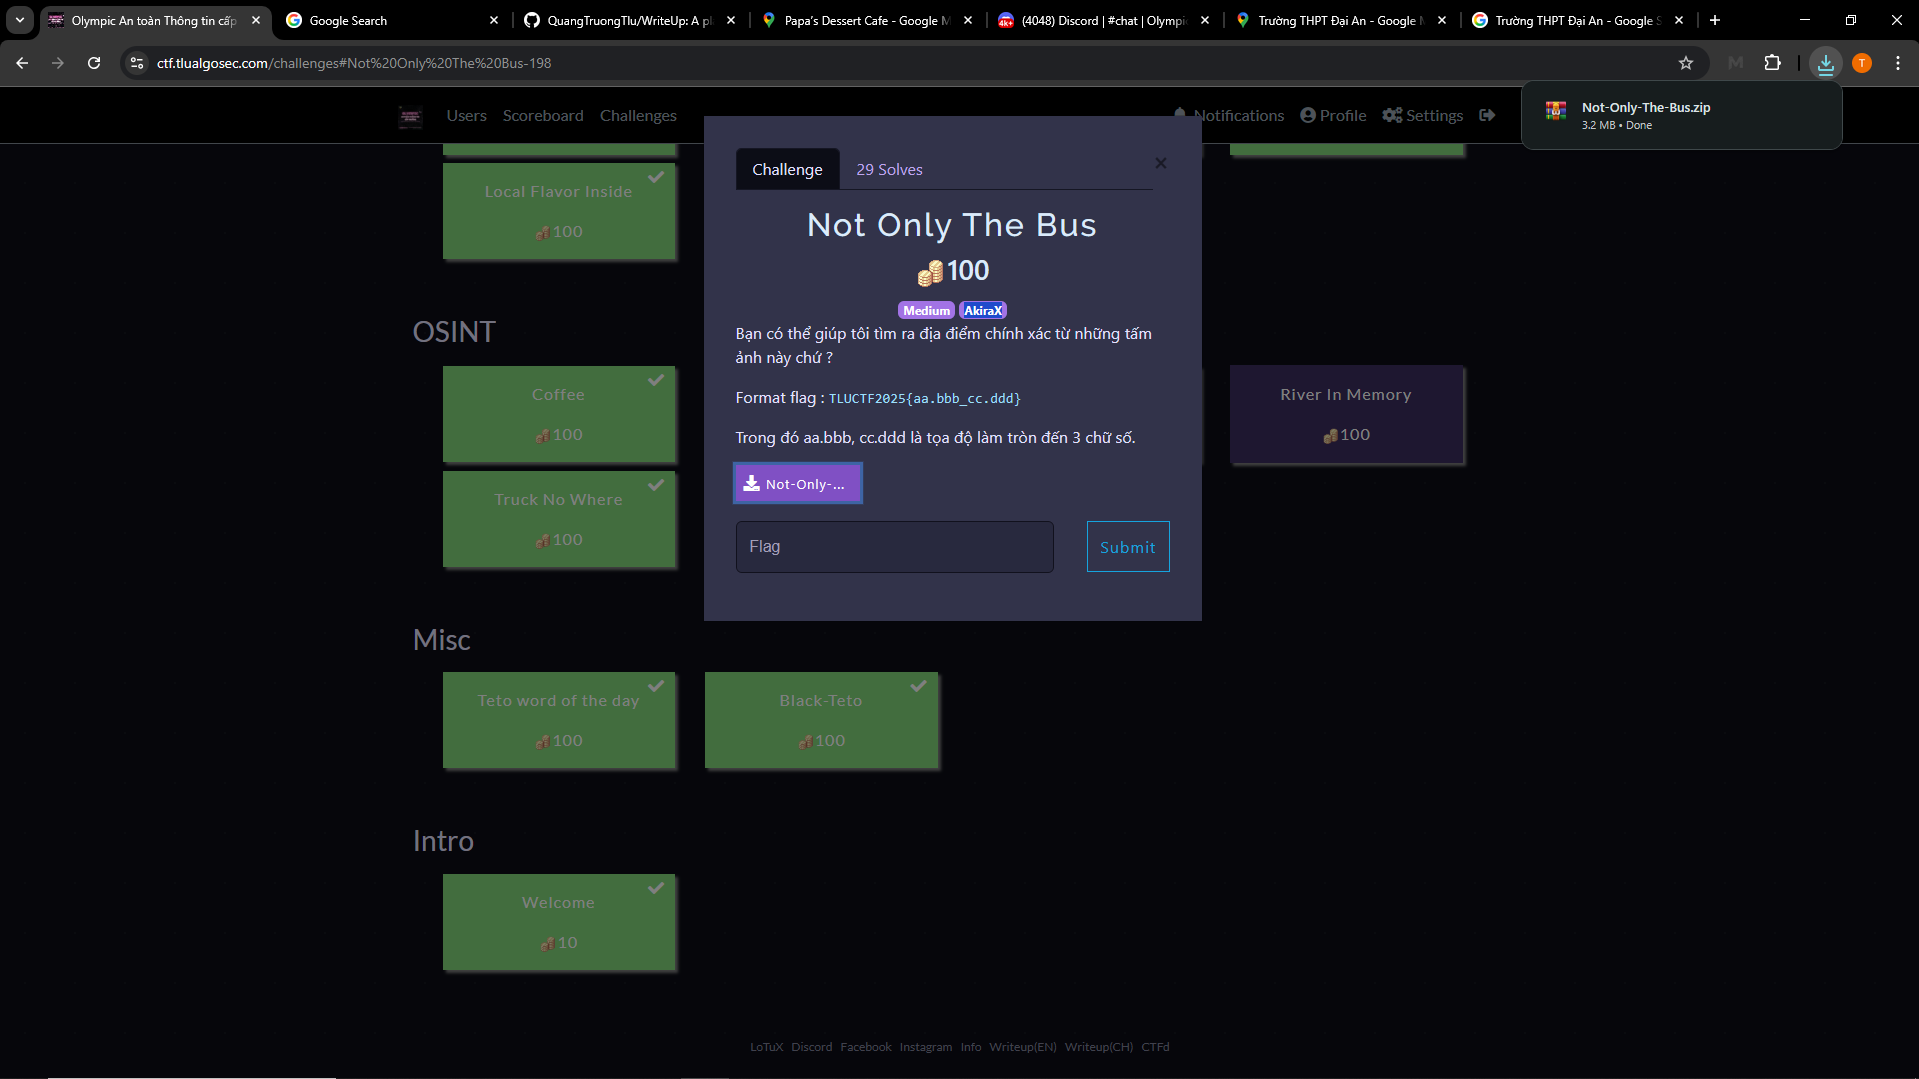 Olympic An toàn Thông tin cấp
Google Search
QuangTruongTlu/WriteUp: A pl
Papa's Dessert Cafe - Google M
(4048) Discord | #chat | Olympi
Trường THPT Đại An - Google M
Trường THPT Đại An - Google S
ctf.tlualgosec.com/challenges#Not%20Only%20The%20Bus-198
T
Not-Only-The-Bus.zip
3.2 MB • Done
Users
Scoreboard
Challenges
Notifications
Profile
Settings
Challenge
29 Solves
Not Only The Bus
100
Medium
AkiraX
Bạn có thể giúp tôi tìm ra địa điểm chính xác từ những tấm
ảnh này chứ ?
Format flag : TLUCTF2025{aa.bbb_cc.ddd}
Trong đó aa.bbb, cc.ddd là tọa độ làm tròn đến 3 chữ số.
Not-Only-...
Flag
Submit
Local Flavor Inside
100
OSINT
Coffee
100
River In Memory
100
Truck No Where
100
Misc
Teto word of the day
100
Black-Teto
100
Intro
Welcome
10
LoTuX Discord Facebook Instagram Info Writeup(EN) Writeup(CH) CTFd